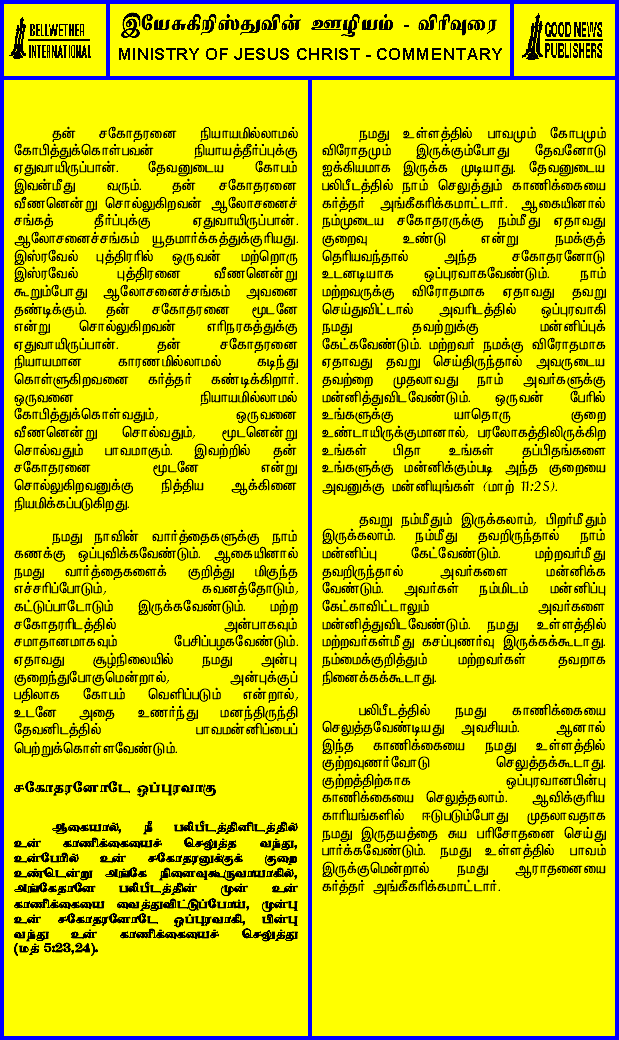 BELLWETHER
INTERNATIONAL
இயேசுகிறிஸ்துவின் ஊழியம் - விரிவுரை
MINISTRY OF JESUS CHRIST - COMMENTARY
GOOD NEWS
PUBLISHERS
தன் சகோதரனை நியாயமில்லாமல்
கோபித்துக்கொள்பவன் நியாயத்தீர்ப்புக்கு
ஏதுவாயிருப்பான். தேவனுடைய கோபம்
இவன்மீது வரும். தன் சகோதரனை
வீணனென்று சொல்லுகிறவன் ஆலோசனைச்
சங்கத் தீர்ப்புக்கு ஏதுவாயிருப்பான்.
ஆலோசனைச்சங்கம் யூதமார்க்கத்துக்குரியது.
இஸ்ரவேல் புத்திரரில் ஒருவன் மற்றொரு
இஸ்ரவேல் புத்திரனை வீணனென்று
கூறும்போது ஆலோசனைச்சங்கம் அவனை
தண்டிக்கும். தன் சகோதரனை மூடனே
என்று சொல்லுகிறவன் எரிநரகத்துக்கு
ஏதுவாயிருப்பான். தன் சகோதரனை
நியாயமான காரணமில்லாமல் கடிந்து
கொள்ளுகிறவனை கர்த்தர் கண்டிக்கிறார்.
ஒருவனை நியாயமில்லாமல்
கோபித்துக்கொள்வதும், ஒருவனை
வீணனென்று சொல்வதும், மூடனென்று
சொல்வதும் பாவமாகும். இவற்றில் தன்
சகோதரனை மூடனே என்று
சொல்லுகிறவனுக்கு நித்திய ஆக்கினை
நியமிக்கப்படுகிறது.
நமது நாவின் வார்த்தைகளுக்கு நாம்
கணக்கு ஒப்புவிக்கவேண்டும். ஆகையினால்
நமது வார்த்தைகளைக் குறித்து மிகுந்த
எச்சரிப்போடும், கவனத்தோடும்,
கட்டுப்பாடோடும் இருக்கவேண்டும். மற்ற
சகோதரரிடத்தில் அன்பாகவும்
சமாதானமாகவும் பேசிப்பழகவேண்டும்.
ஏதாவது சூழ்நிலையில் நமது அன்பு
குறைந்துபோகுமென்றால், அன்புக்குப்
பதிலாக கோபம் வெளிப்படும் என்றால்,
உடனே அதை உணர்ந்து மனந்திருந்தி
தேவனிடத்தில் பாவமன்னிப்பைப்
பெற்றுக்கொள்ளவேண்டும்.
சகோதரனோடே ஒப்புரவாகு
ஆகையால், நீ பலிபீடத்தினிடத்தில்
உன் காணிக்கையைச் செலுத்த வந்து,
உன்பேரில் உன் சகோதரனுக்குக் குறை
உண்டென்று அங்கே நினைவுகூருவாயாகில்,
அங்கேதானே பலிபீடத்தின் முன் உன்
காணிக்கையை வைத்துவிட்டுப்போய், முன்பு
உன் சகோதரனோடே ஒப்புரவாகி, பின்பு
வந்து உன் காணிக்கையைச் செலுத்து
(மத் 5:23,24).
நமது உள்ளத்தில் பாவமும் கோபமும்
விரோதமும் இருக்கும்போது தேவனோடு
ஐக்கியமாக இருக்க முடியாது. தேவனுடைய
பலிபீடத்தில் நாம் செலுத்தும் காணிக்கையை
கர்த்தர் அங்கீகரிக்கமாட்டார். ஆகையினால்
நம்முடைய சகோதரருக்கு நம்மீது ஏதாவது
குறைவு உண்டு என்று நமக்குத்
தெரியவந்தால் அந்த சகோதரனோடு
உடனடியாக ஒப்புரவாகவேண்டும். நாம்
மற்றவருக்கு விரோதமாக ஏதாவது தவறு
செய்துவிட்டால் அவரிடத்தில் ஒப்புரவாகி
நமது தவற்றுக்கு மன்னிப்புக்
கேட்கவேண்டும். மற்றவர் நமக்கு விரோதமாக
ஏதாவது தவறு செய்திருந்தால் அவருடைய
தவற்றை முதலாவது நாம் அவர்களுக்கு
மன்னித்துவிடவேண்டும். ஒருவன் பேரில்
உங்களுக்கு யாதொரு குறை
உண்டாயிருக்குமானால், பரலோகத்திலிருக்கிற
உங்கள் பிதா உங்கள் தப்பிதங்களை
உங்களுக்கு மன்னிக்கும்படி அந்த குறையை
அவனுக்கு மன்னியுங்கள் (மாற் 11:25).
தவறு நம்மீதும் இருக்கலாம், பிறர்மீதும்
இருக்கலாம். நம்மீது தவறிருந்தால் நாம்
மன்னிப்பு கேட்வேண்டும். மற்றவர்மீது
தவறிருந்தால் அவர்களை மன்னிக்க
வேண்டும். அவர்கள் நம்மிடம் மன்னிப்பு
கேட்காவிட்டாலும் அவர்களை
மன்னித்துவிடவேண்டும். நமது உள்ளத்தில்
மற்றவர்கள்மீது கசப்புணர்வு இருக்கக்கூடாது.
நம்மைக்குறித்தும் மற்றவர்கள் தவறாக
நினைக்கக்கூடாது.
பலிபீடத்தில் நமது காணிக்கையை
செலுத்தவேண்டியது அவசியம். ஆனால்
இந்த காணிக்கையை நமது உள்ளத்தில்
குற்றவுணர்வோடு செலுத்தக்கூடாது.
குற்றத்திற்காக ஒப்புரவானபின்பு
காணிக்கையை செலுத்தலாம். ஆவிக்குரிய
காரியங்களில் ஈடுபடும்போது முதலாவதாக
நமது இருதயத்தை சுய பரிசோதனை செய்து
பார்க்கவேண்டும். நமது உள்ளத்தில் பாவம்
இருக்குமென்றால் நமது ஆராதனையை
கர்த்தர் அங்கீகரிக்கமாட்டார்.